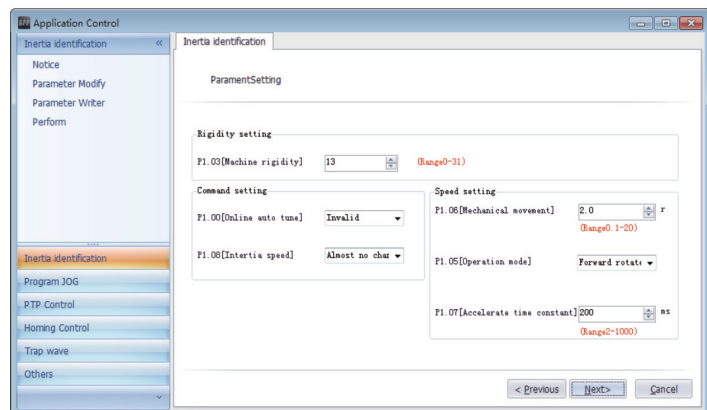 Application Control
Inertia identification «
Notice
Parameter Modify
Parameter Writer
Perform
Inertia identification
Program JOG
PTP Control
Homing Control
Trap wave
Others
Inertia identification
ParamentSetting
Rigidity setting
P1.03[Machine rigidity] 13 (Range0-31)
Command setting
P1.00[Online auto tune] Invalid
P1.08[Intertia speed] Almost no char
Speed setting
P1.06[Mechanical movement] 2.0 r
(Range0.1-20)
P1.05[Operation mode] Forward rotate
P1.07[Accelerate time constant] 200 ms
(Range2-1000)
< Previous Next> Cancel